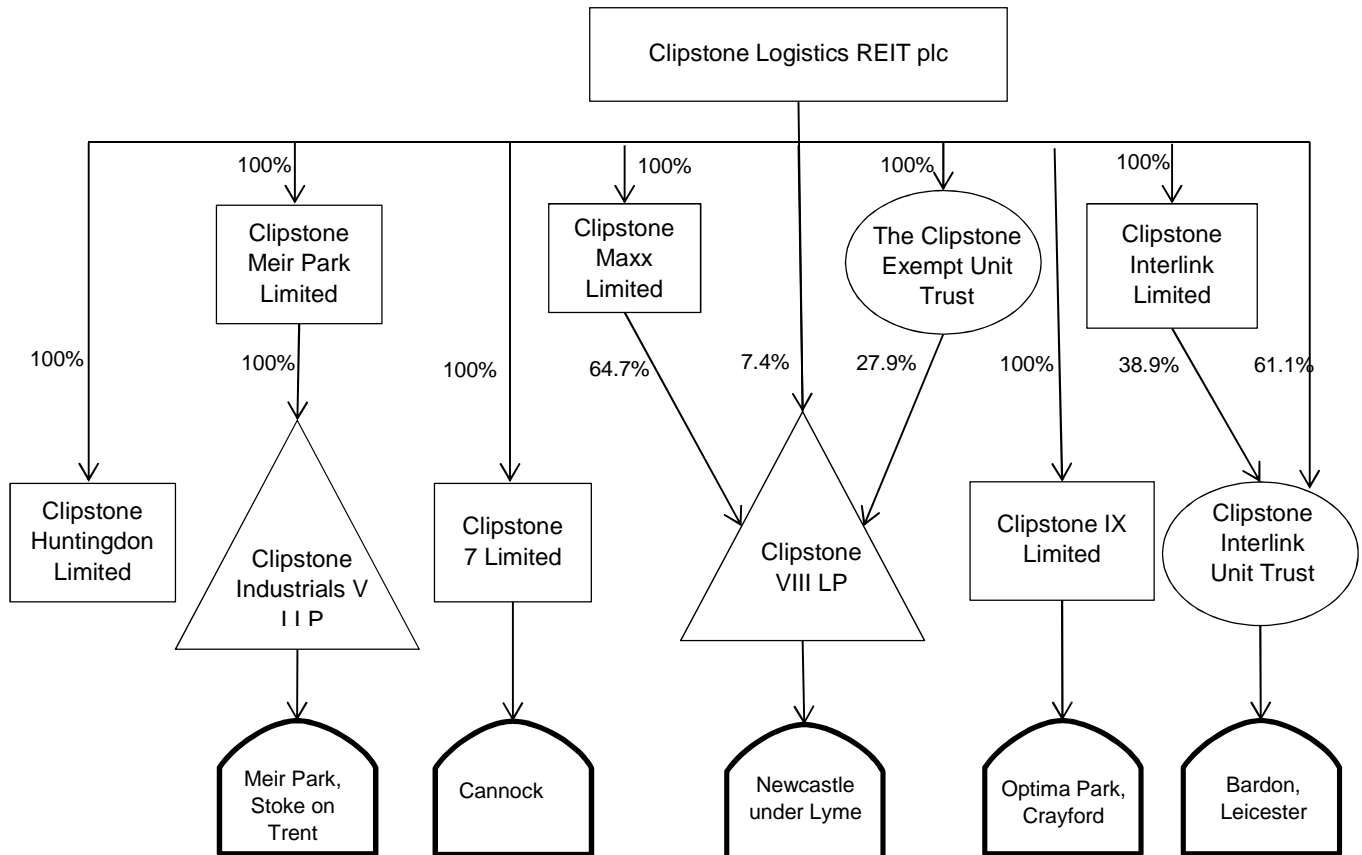 Clipstone Logistics REIT plc
100%
100%
100%
100%
Clipstone
Meir Park
Limited
Clipstone
Maxx
Limited
The Clipstone
Exempt Unit
Trust
Clipstone
Interlink
Limited
100%
100%
100%
64.7%
7.4%
27.9%
100%
38.9%
61.1%
Clipstone
Huntingdon
Limited
Clipstone
Industrials V
I L P
Clipstone
7 Limited
Clipstone
VIII LP
Clipstone IX
Limited
Clipstone
Interlink
Unit Trust
Meir Park,
Stoke on
Trent
Cannock
Newcastle
under Lyme
Optima Park,
Crayford
Bardon,
Leicester